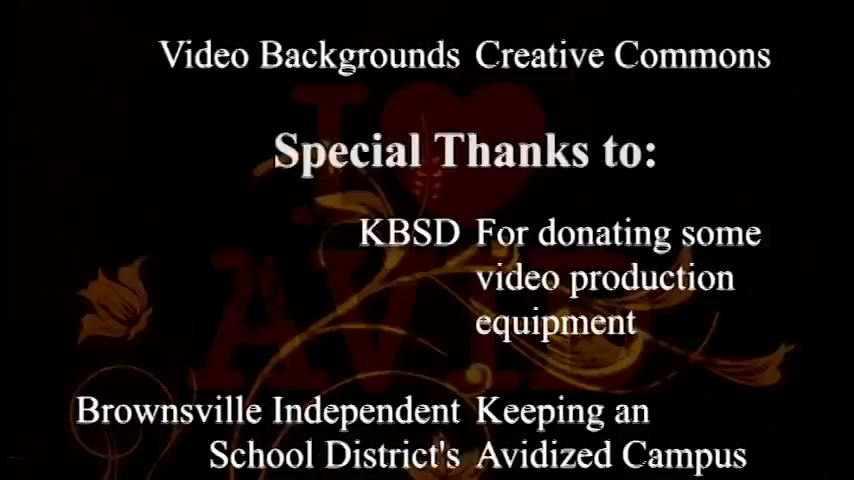 Video Backgrounds Creative Commons
I ♥
Special Thanks to:
KBSD For donating some
video production
equipment
AVID
Brownsville Independent Keeping an
School District's Avidized Campus